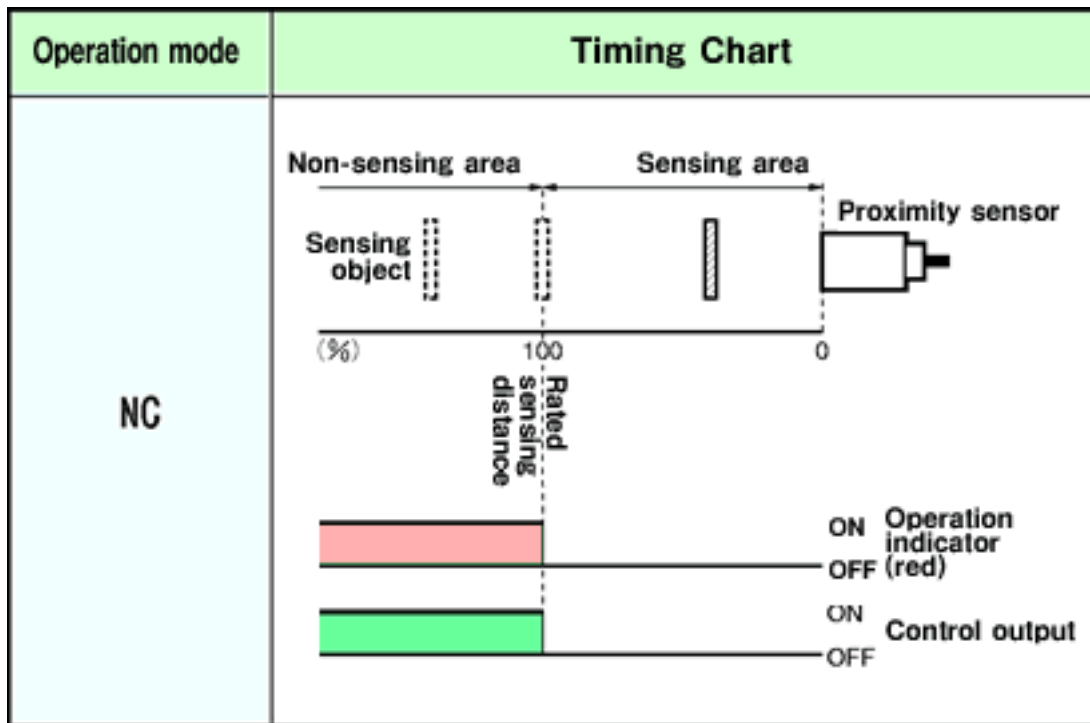 Operation mode
Timing Chart
NC
Non-sensing area
Sensing area
Proximity sensor
Sensing
object
(%)
100
0
Rated
sensing
distance
ON
OFF
Operation
indicator
(red)
ON
OFF
Control output